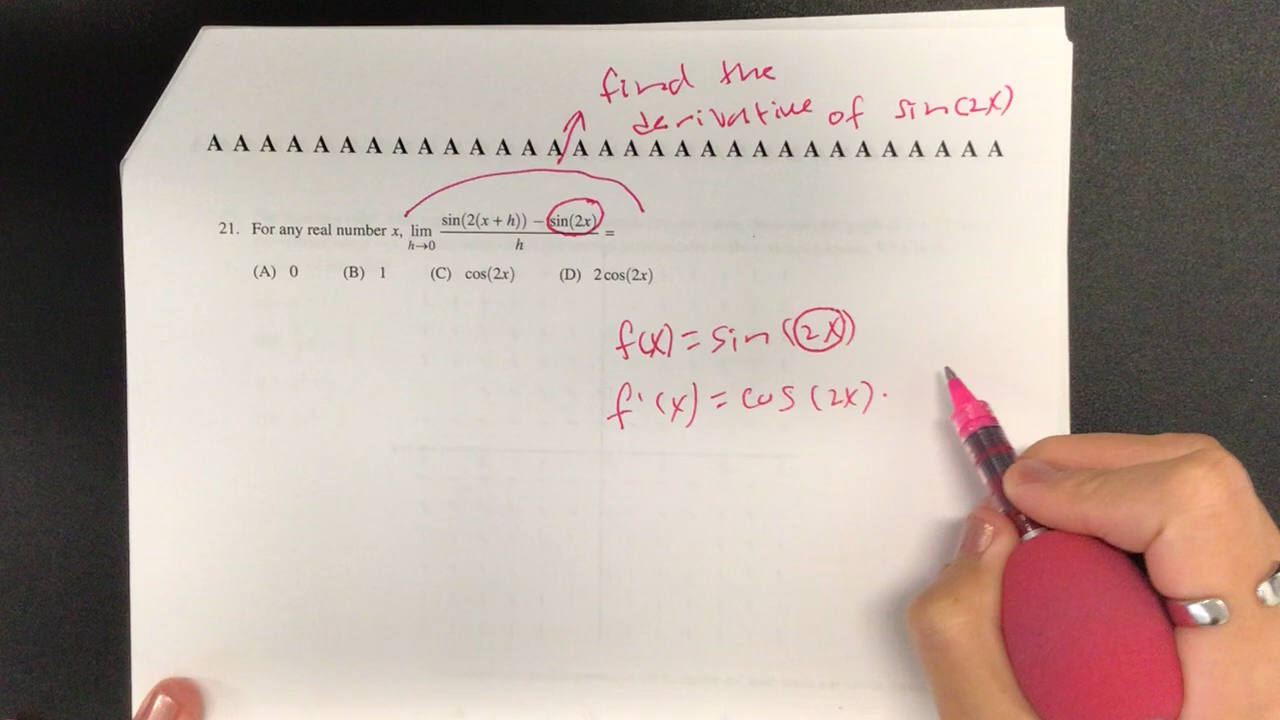 find the
derivative of sin(2x)
A A A A A A A A A A A A A A A A A A A A A A A A A A A A A A A
21. For any real number x, lim h→0 (sin(2(x + h)) − sin(2x))/h =
(A) 0 (B) 1 (C) cos(2x) (D) 2cos(2x)
f(x) = sin(2x)
f'(x) = cos(2x)·